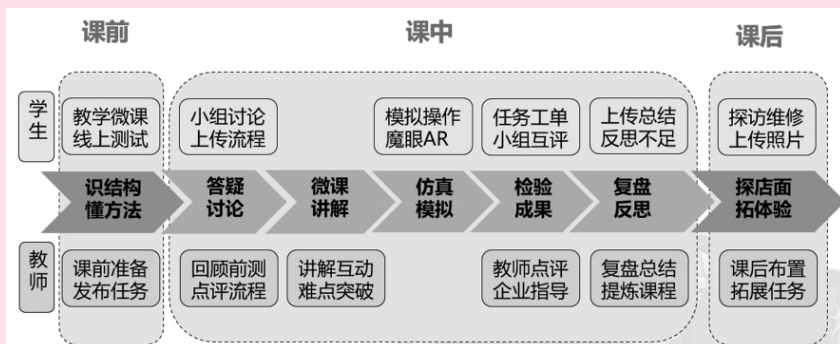 课前
课中
课后
学生
教学微课
线上测试
小组讨论
上传流程
模拟操作
魔眼AR
任务工单
小组互评
上传总结
反思不足
探访维修
上传照片
识结构
懂方法
答疑
讨论
微课
讲解
仿真
模拟
检验
成果
复盘
反思
探店面
拓体验
教师
课前准备
发布任务
回顾前测
点评流程
讲解互动
难点突破
教师点评
企业指导
复盘总结
提炼课程
课后布置
拓展任务